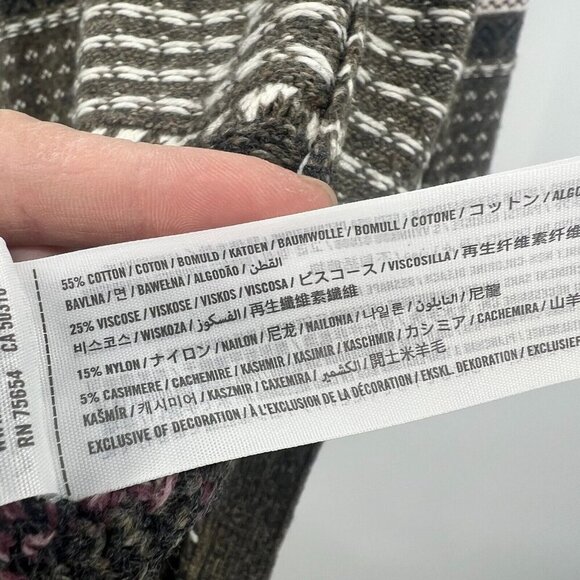 55% COTTON / COTON / BOMULD / KATOEN / BAUMWOLLE / BOMULL / COTONE / コットン / ALGO
BAVLNA / 면 / BAWEŁNA / ALGODÃO / القطن
25% VISCOSE / VISKOSE / VISKOS / VISCOSA / ビスコース / VISCOSILLA / 再生纤维素纤维
비스코스 / WISKOZA / الفسكوز / 再生纖維素纖維
15% NYLON / ナイロン / NAILON / 尼龙 / NAILONIA / 나일론 / النايلون / 尼龍
5% CASHMERE / CACHEMIRE / KASHMIR / KASJMIR / KASCHMIR / カシミア / CACHEMIRA / 山羊
KAŠMÍR / 캐시미어 / KASZMIR / CAXEMIRA / الكشمير / 開士米羊毛
EXCLUSIVE OF DECORATION / À L'EXCLUSION DE LA DÉCORATION / EKSKL. DEKORATION / EXCLUSIEF
RN 75654 CA 50310